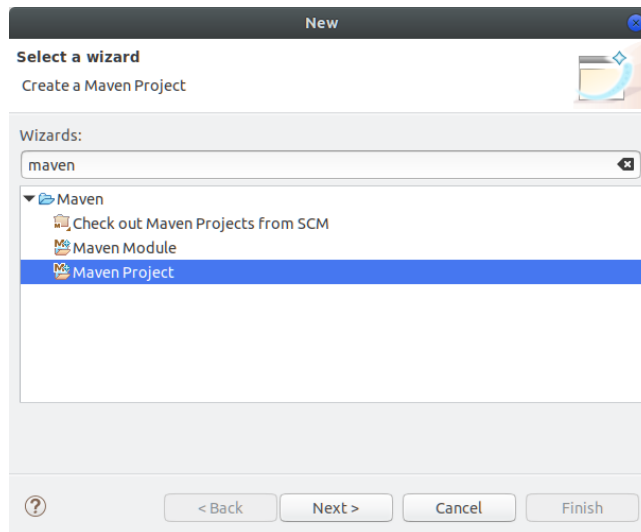 New
Select a wizard
Create a Maven Project
Wizards:
maven
Maven
Check out Maven Projects from SCM
Maven Module
Maven Project
< Back Next > Cancel Finish